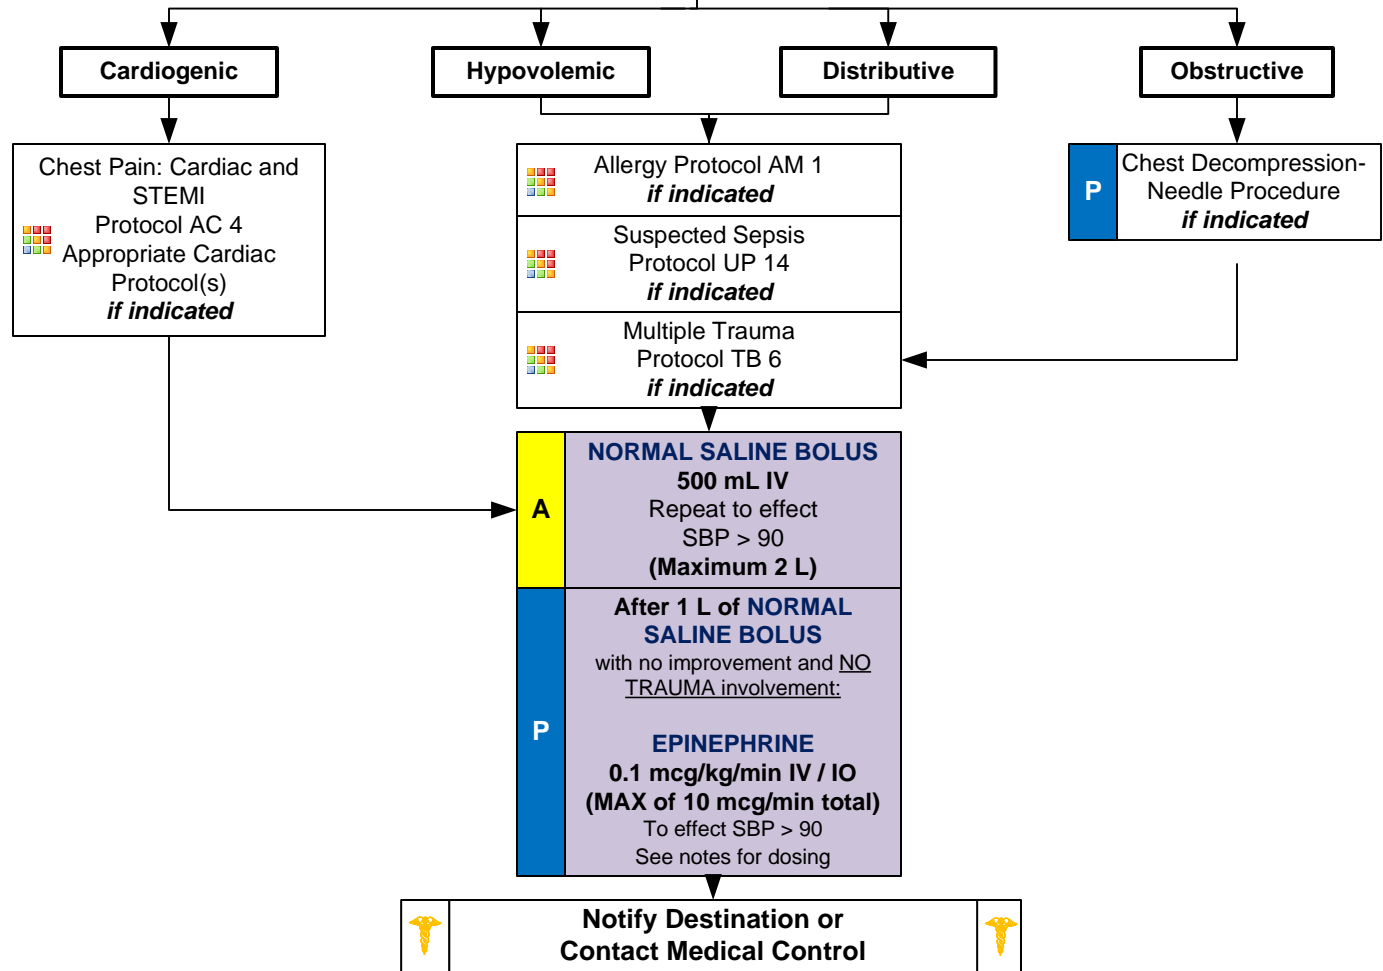 Cardiogenic
Hypovolemic
Distributive
Obstructive
Chest Pain: Cardiac and
STEMI
Protocol AC 4
Appropriate Cardiac
Protocol(s)
if indicated
Allergy Protocol AM 1
if indicated
Suspected Sepsis
Protocol UP 14
if indicated
Multiple Trauma
Protocol TB 6
if indicated
P
Chest Decompression-
Needle Procedure
if indicated
A
NORMAL SALINE BOLUS
500 mL IV
Repeat to effect
SBP > 90
(Maximum 2 L)
P
After 1 L of NORMAL
SALINE BOLUS
with no improvement and NO
TRAUMA involvement:
EPINEPHRINE
0.1 mcg/kg/min IV / IO
(MAX of 10 mcg/min total)
To effect SBP > 90
See notes for dosing
Notify Destination or
Contact Medical Control